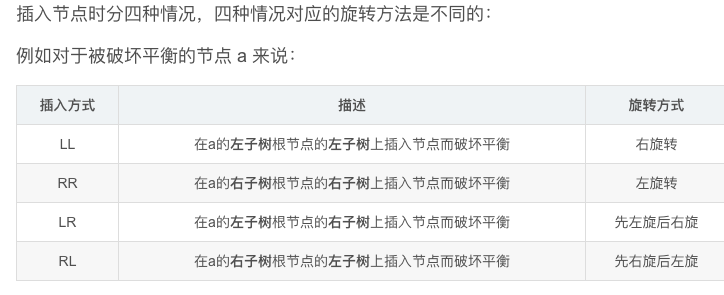 插入节点时分四种情况，四种情况对应的旋转方法是不同的：
例如对于被破坏平衡的节点 a 来说：
插入方式 描述 旋转方式
LL 在a的左子树根节点的左子树上插入节点而破坏平衡 右旋转
RR 在a的右子树根节点的右子树上插入节点而破坏平衡 左旋转
LR 在a的左子树根节点的右子树上插入节点而破坏平衡 先左旋后右旋
RL 在a的右子树根节点的左子树上插入节点而破坏平衡 先右旋后左旋